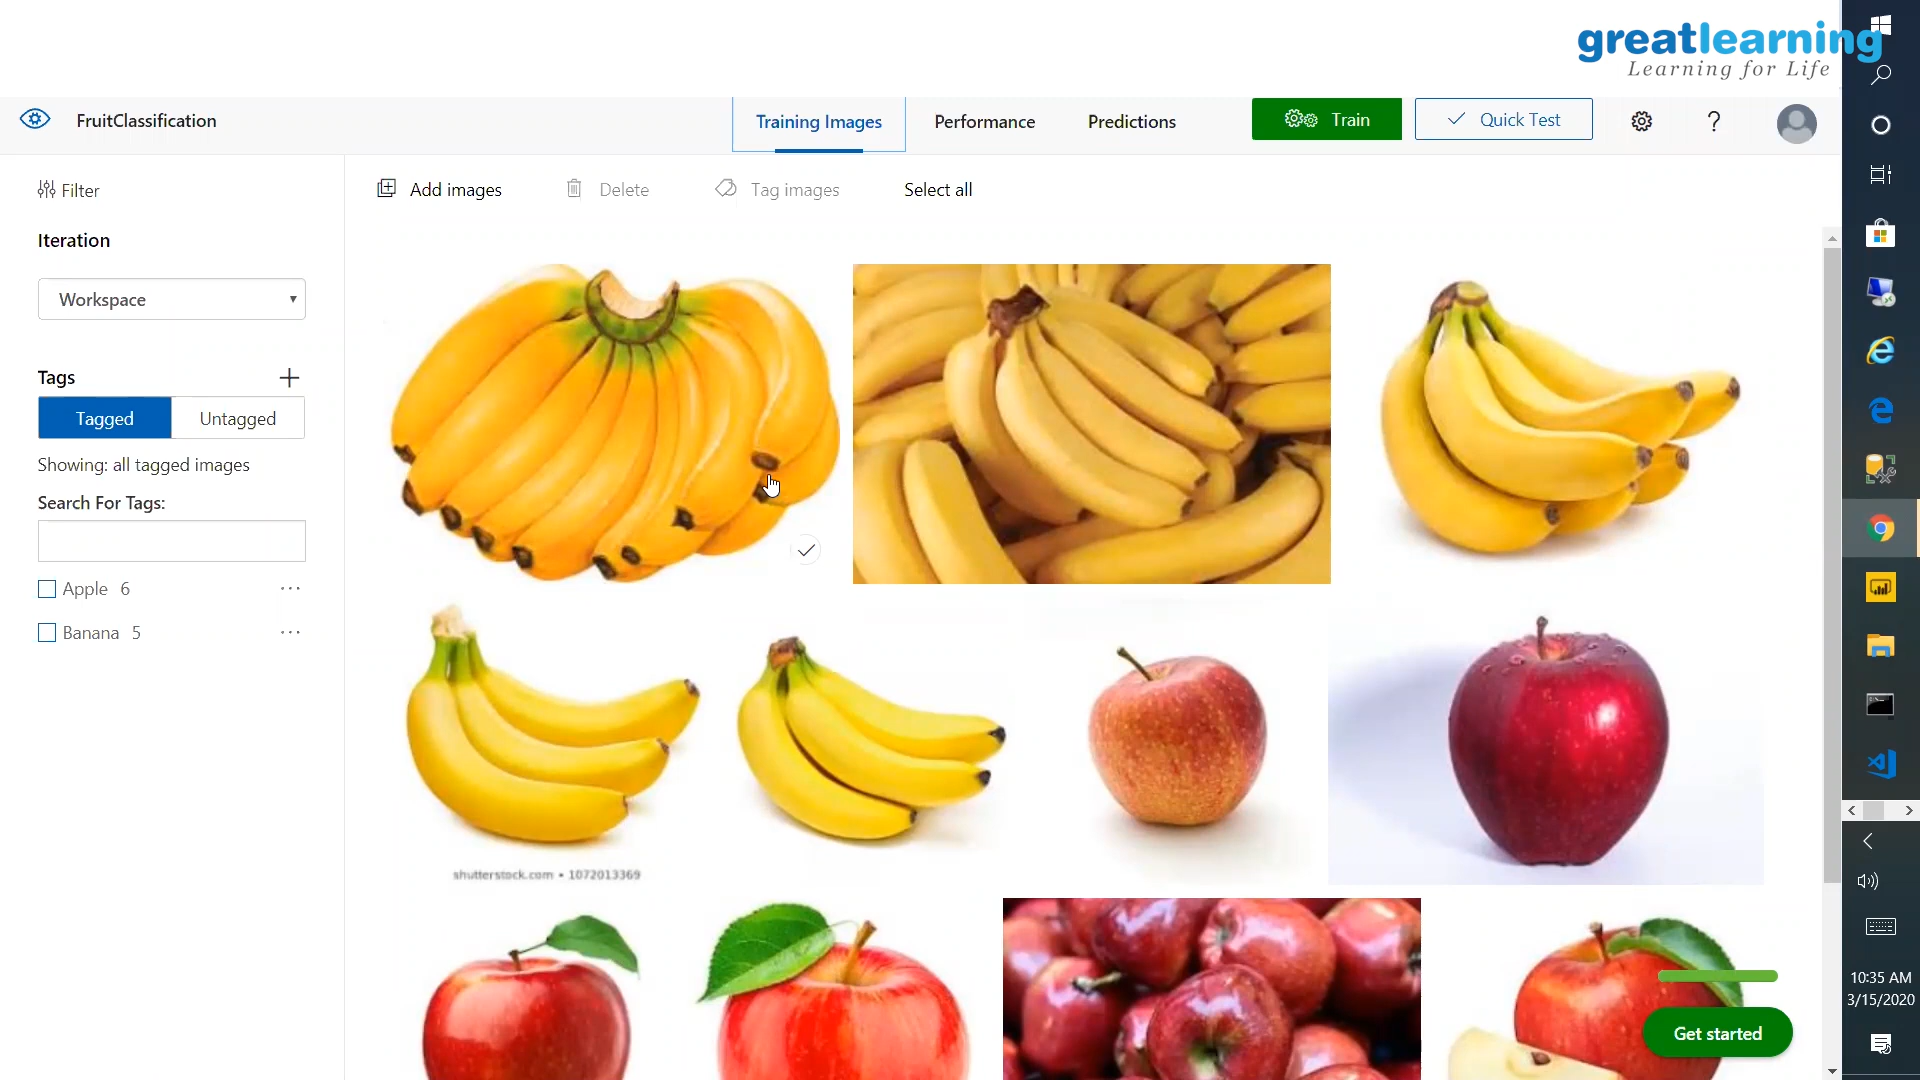 greatlearning
Learning for Life
FruitClassification
Training Images
Performance
Predictions
Train
Quick Test
?
Filter
Add images
Delete
Tag images
Select all
Iteration
Workspace
Tags
Tagged
Untagged
Showing: all tagged images
Search For Tags:
Apple 6
Banana 5
shutterstock.com • 1072013369
Get started
10:35 AM
3/15/2020